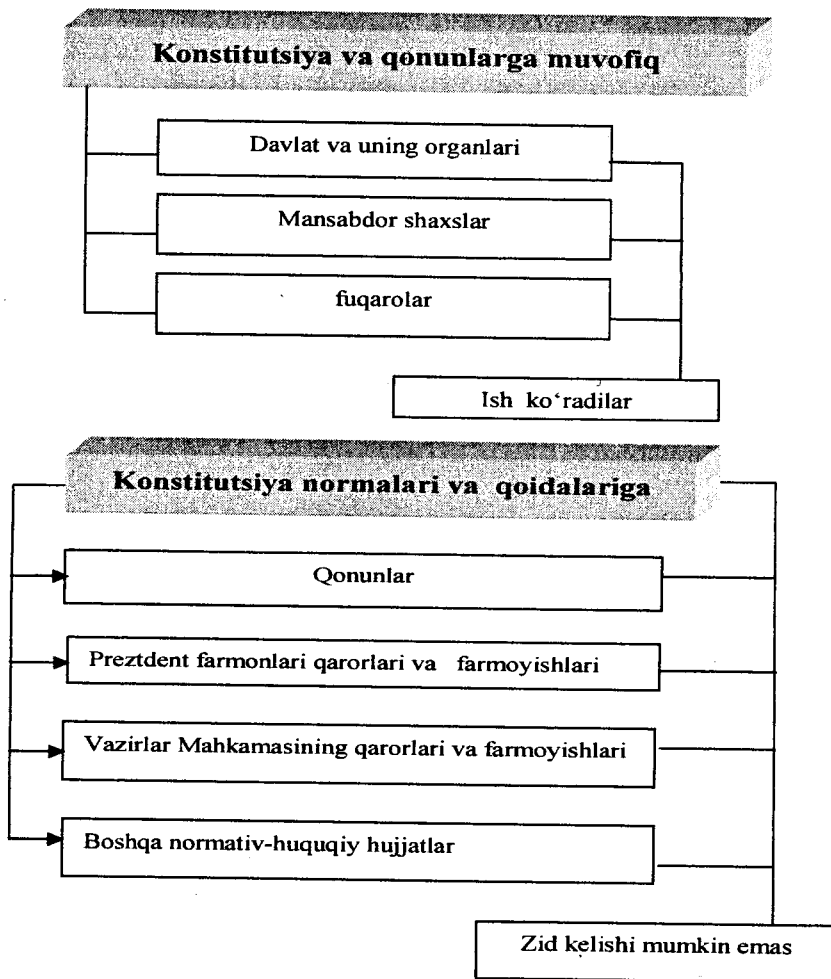 Konstitutsiya va qonunlarga muvofiq
Davlat va uning organlari
Mansabdor shaxslar
fuqarolar
Ish ko‘radilar
Konstitutsiya normalari va qoidalariga
Qonunlar
Preztdent farmonlari qarorlari va farmoyishlari
Vazirlar Mahkamasining qarorlari va farmoyishlari
Boshqa normativ-huquqiy hujjatlar
Zid kelishi mumkin emas